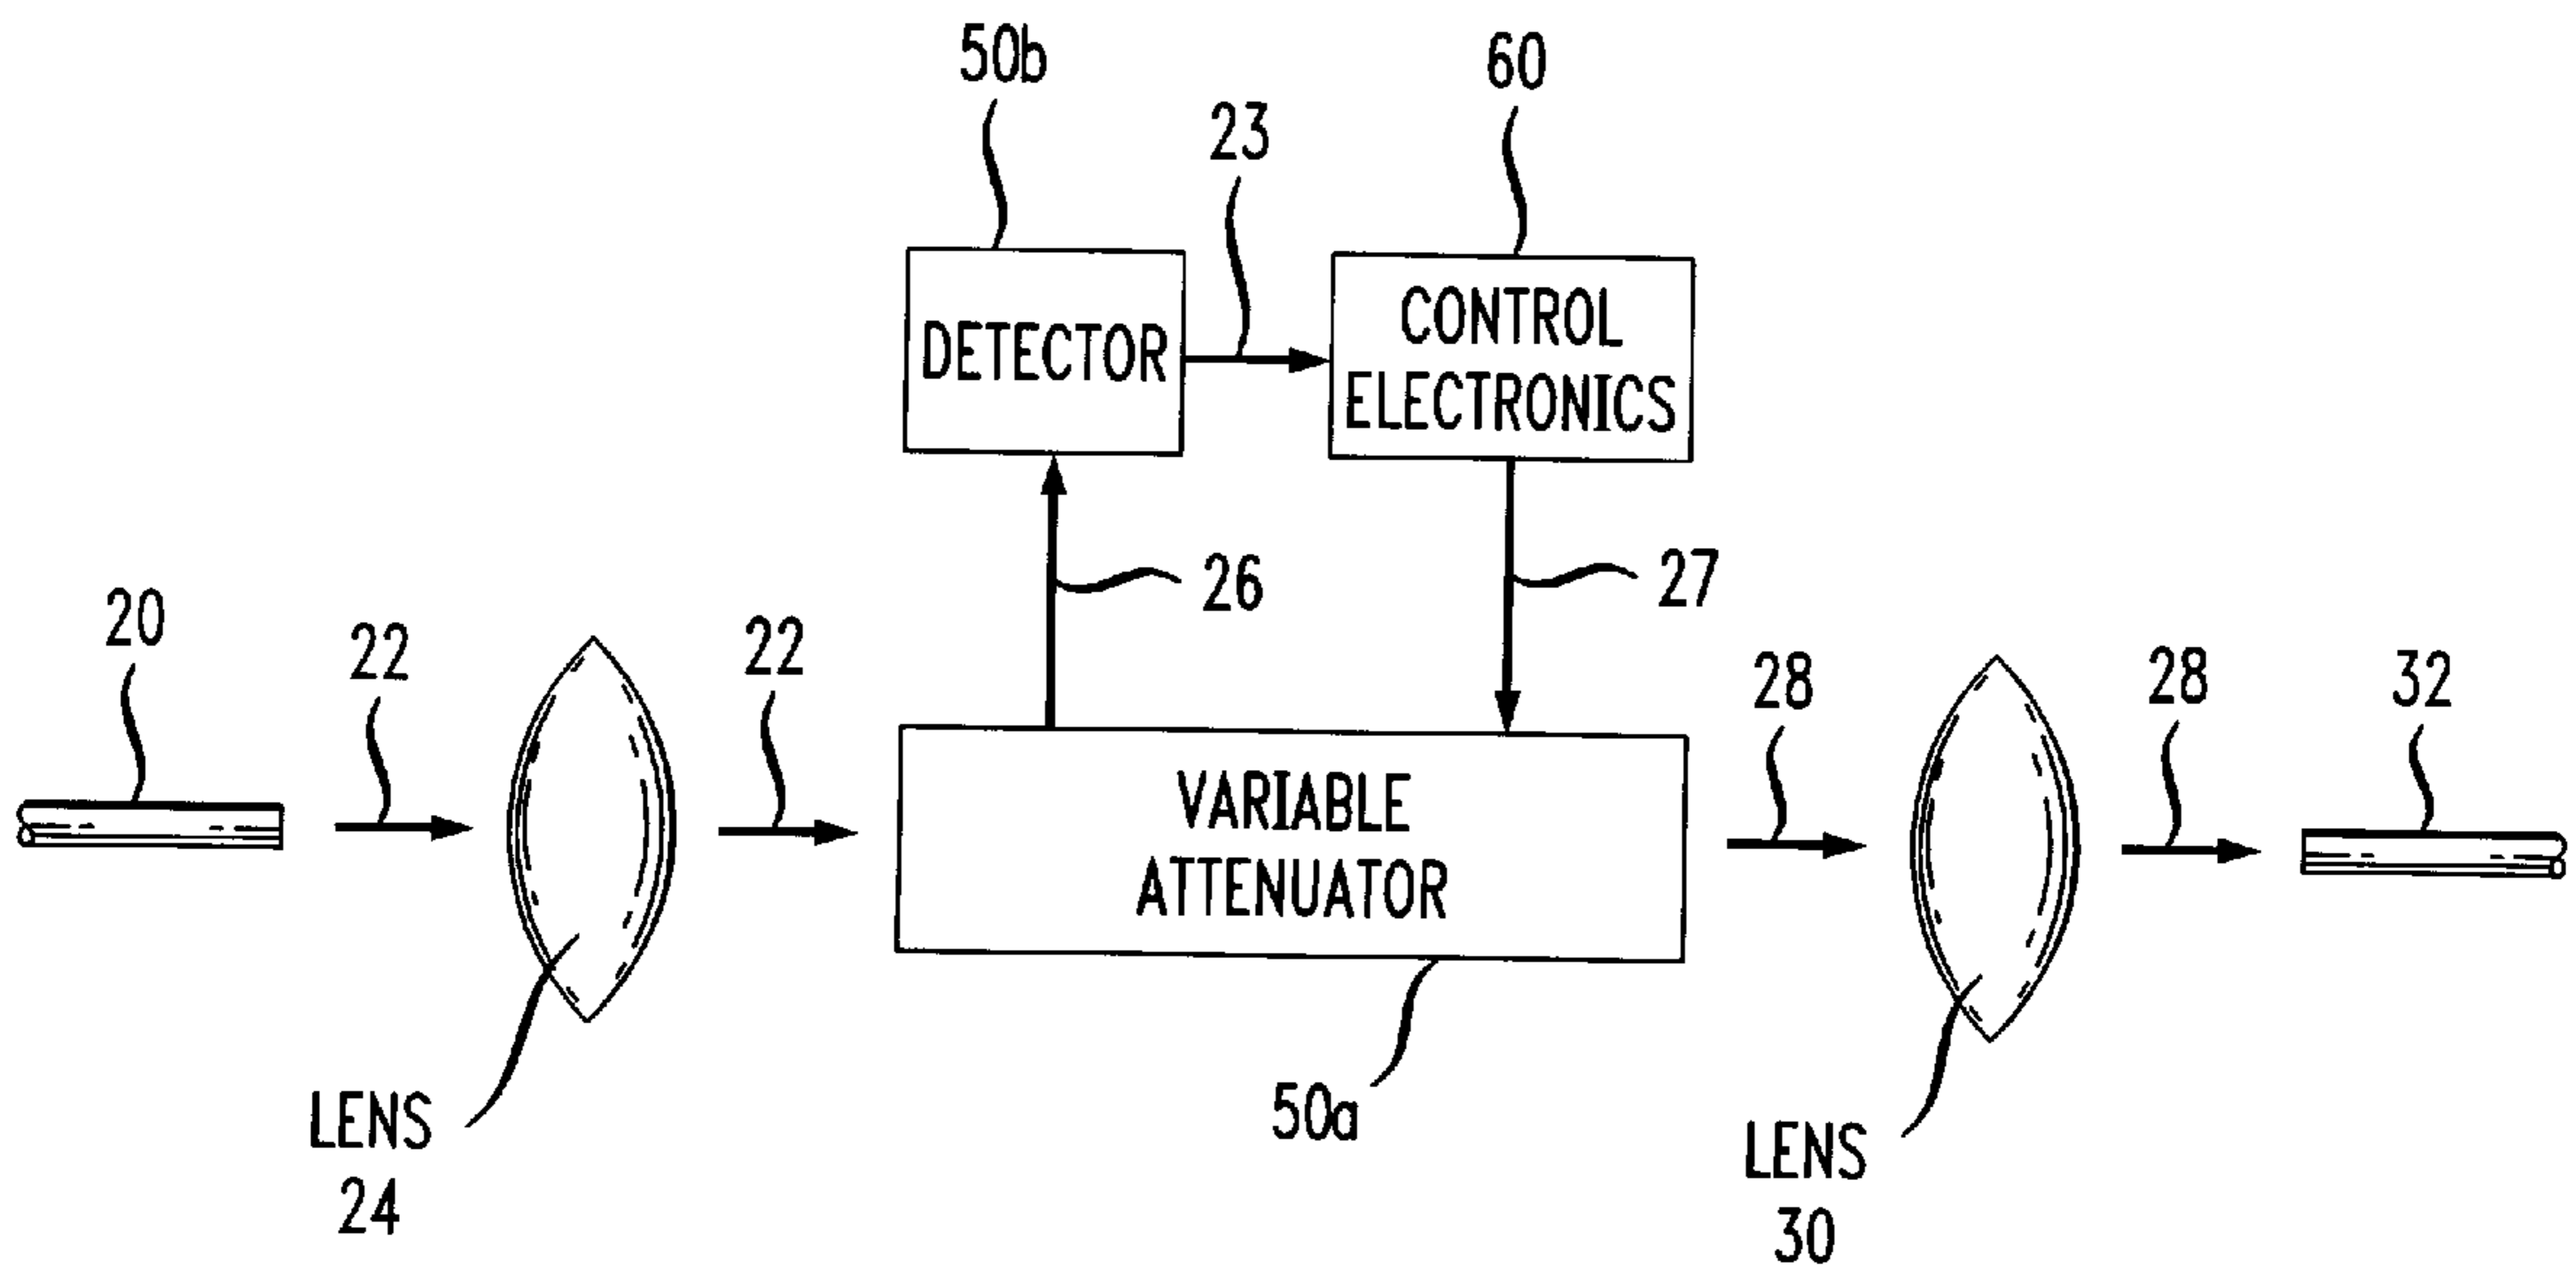 50b
60
23
DETECTOR
CONTROL
ELECTRONICS
26
27
20
22
22
28
28
32
VARIABLE
ATTENUATOR
50a
LENS
24
LENS
30